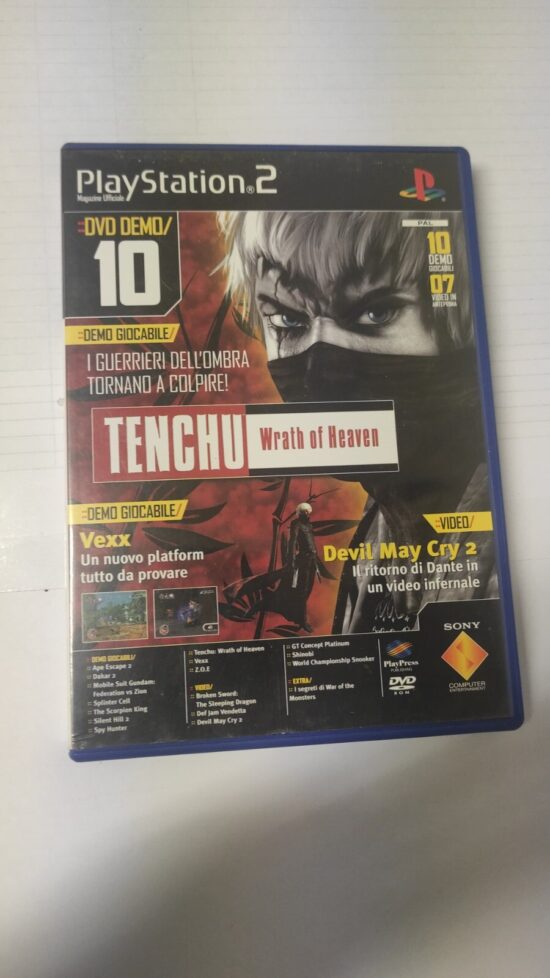 PlayStation®2
Magazine Ufficiale
PAL
::DVD DEMO/
10
10
DEMO
GIOCABILI
07
VIDEO IN
ANTEPRIMA
::DEMO GIOCABILE/
I GUERRIERI DELL'OMBRA
TORNANO A COLPIRE!
TENCHU
Wrath of Heaven
::DEMO GIOCABILE/
Vexx
Un nuovo platform
tutto da provare
::VIDEO/
Devil May Cry 2
Il ritorno di Dante in
un video infernale
::DEMO GIOCABILI/
:: Ape Escape 2
:: Dakar 2
:: Mobile Suit Gundam:
Federation vs Zion
:: Splinter Cell
:: The Scorpion King
:: Silent Hill 2
:: Spy Hunter
:: Tenchu: Wrath of Heaven
:: Vexx
:: Z.O.E
::VIDEO/
:: Broken Sword:
The Sleeping Dragon
:: Def Jam Vendetta
:: Devil May Cry 2
:: GT Concept Platinum
:: Shinobi
:: World Championship Snooker
EXTRA/
:: I segreti di War of the
Monsters
PlayPress
PUBLISHING
DVD
ROM
SONY
COMPUTER
ENTERTAINMENT